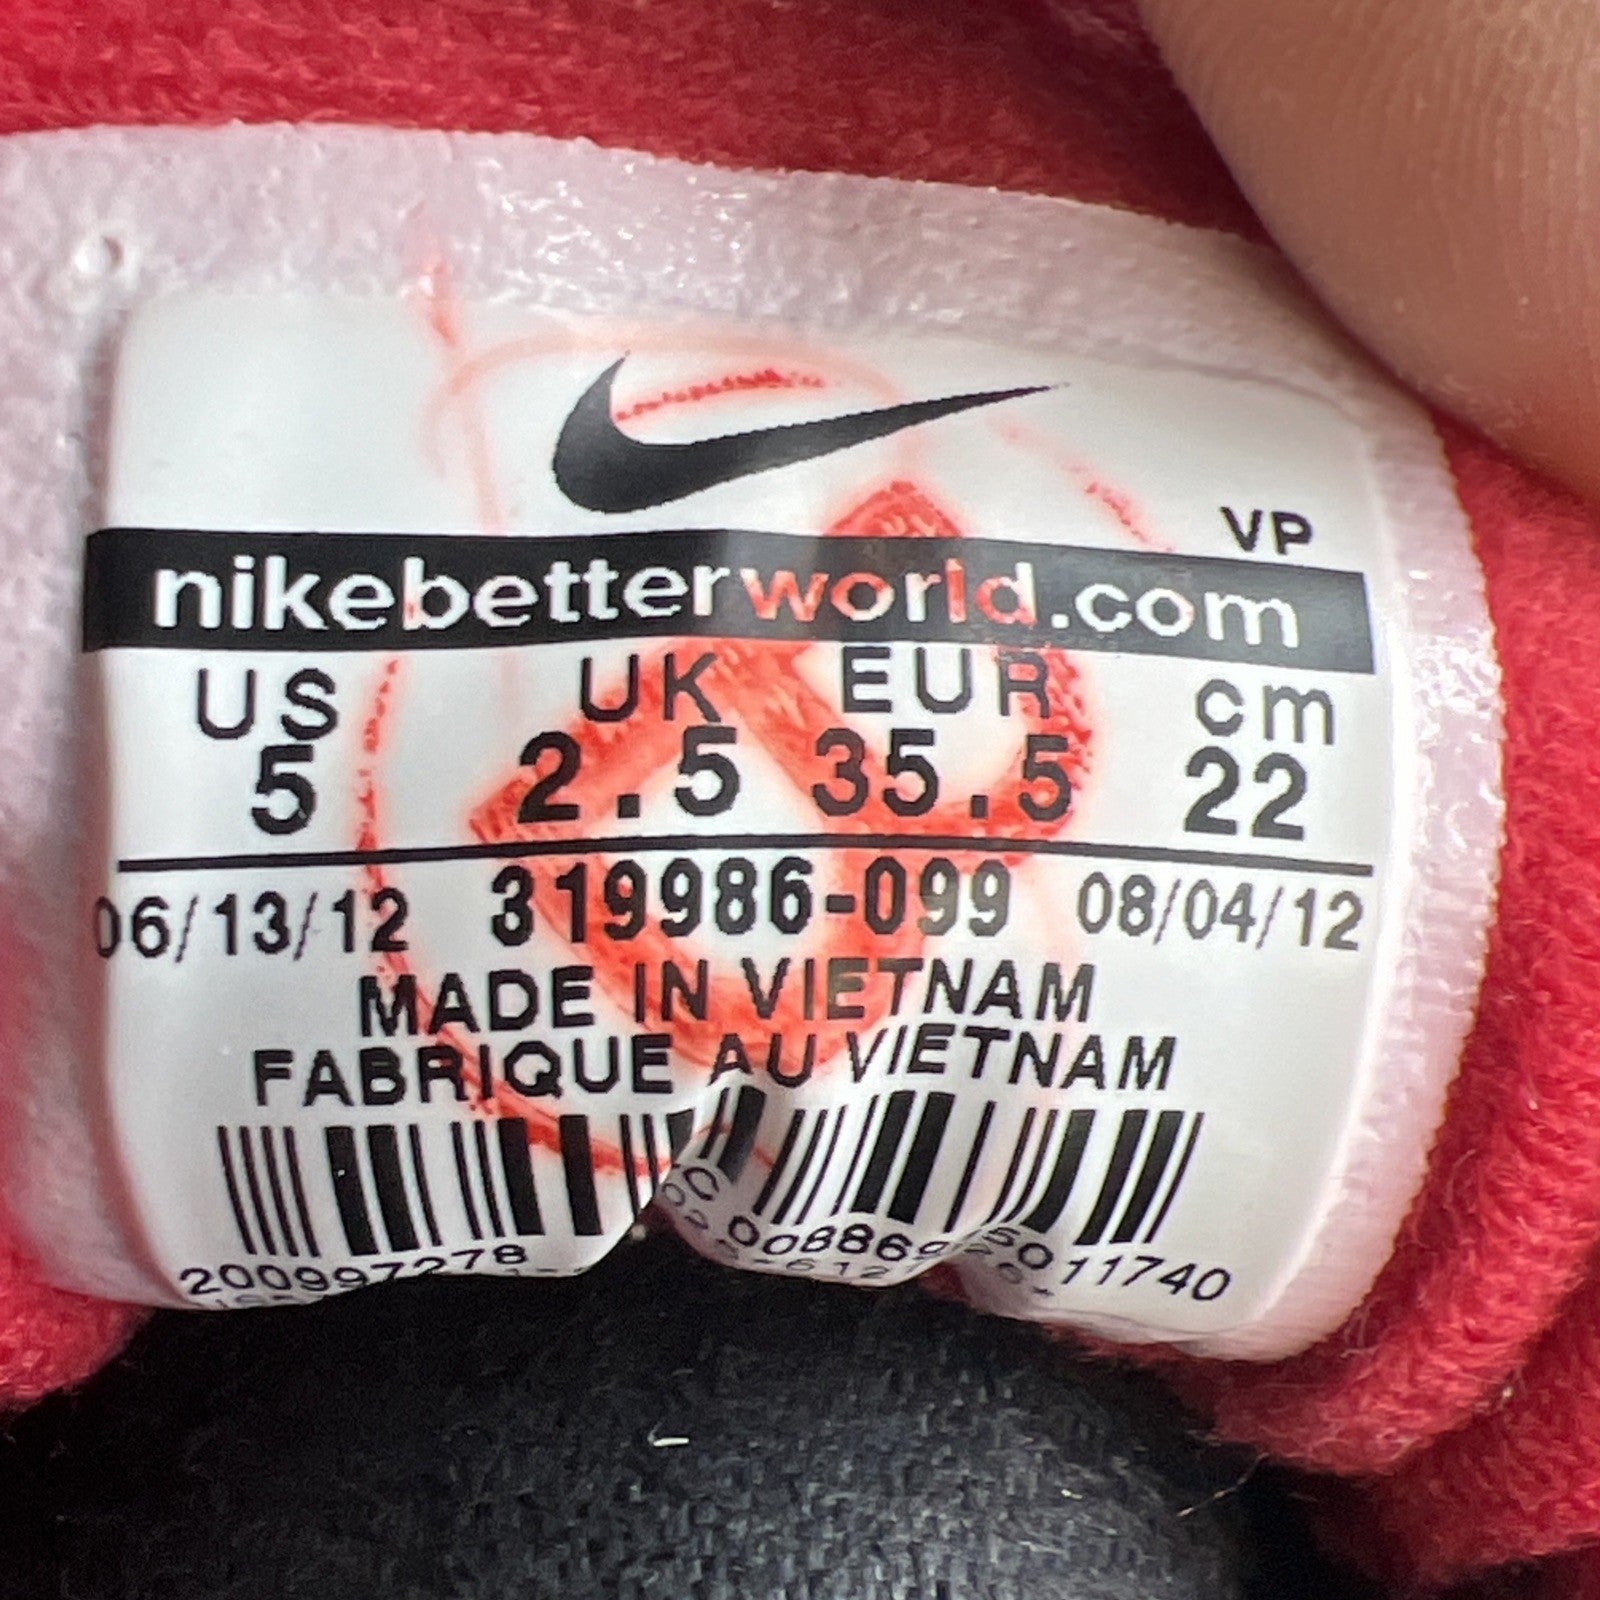 VP
nikebetterworld.com
US UK EUR cm
5 2.5 35.5 22
06/13/12 319986-099 08/04/12
MADE IN VIETNAM
FABRIQUE AU VIETNAM
200997278